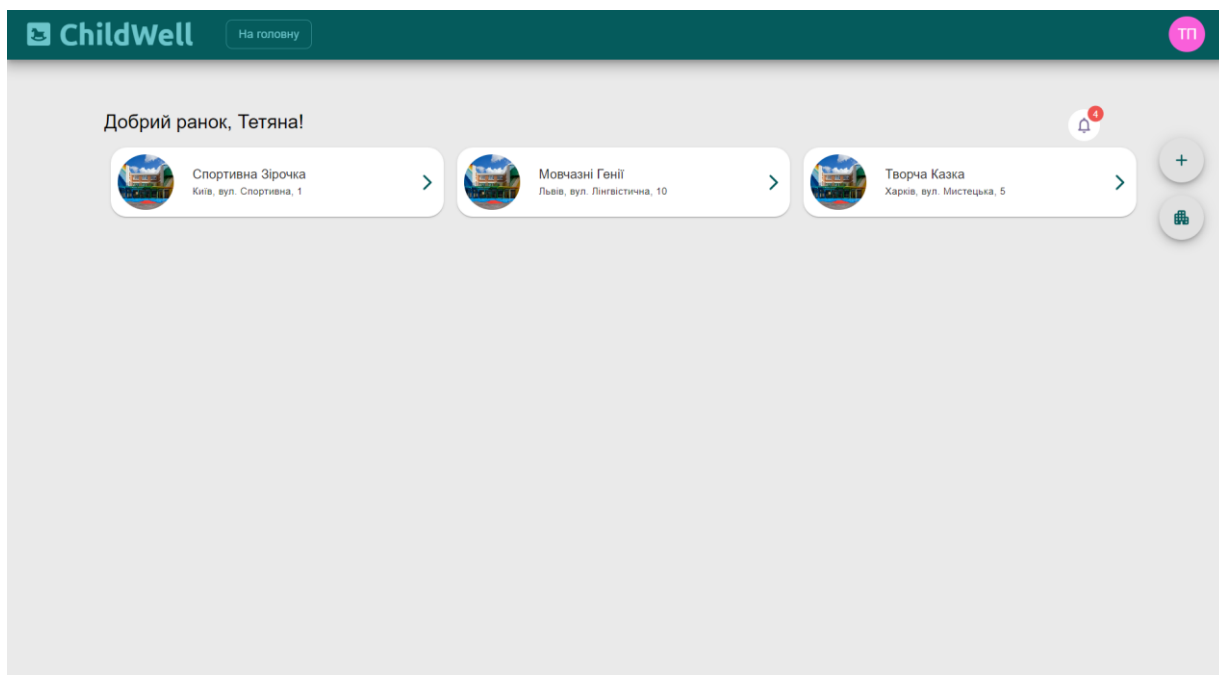 ChildWell
На головну
ТП
Добрий ранок, Тетяна!
4
Спортивна Зірочка
Київ, вул. Спортивна, 1
Мовчазні Генії
Львів, вул. Лінгвістична, 10
Творча Казка
Харків, вул. Мистецька, 5